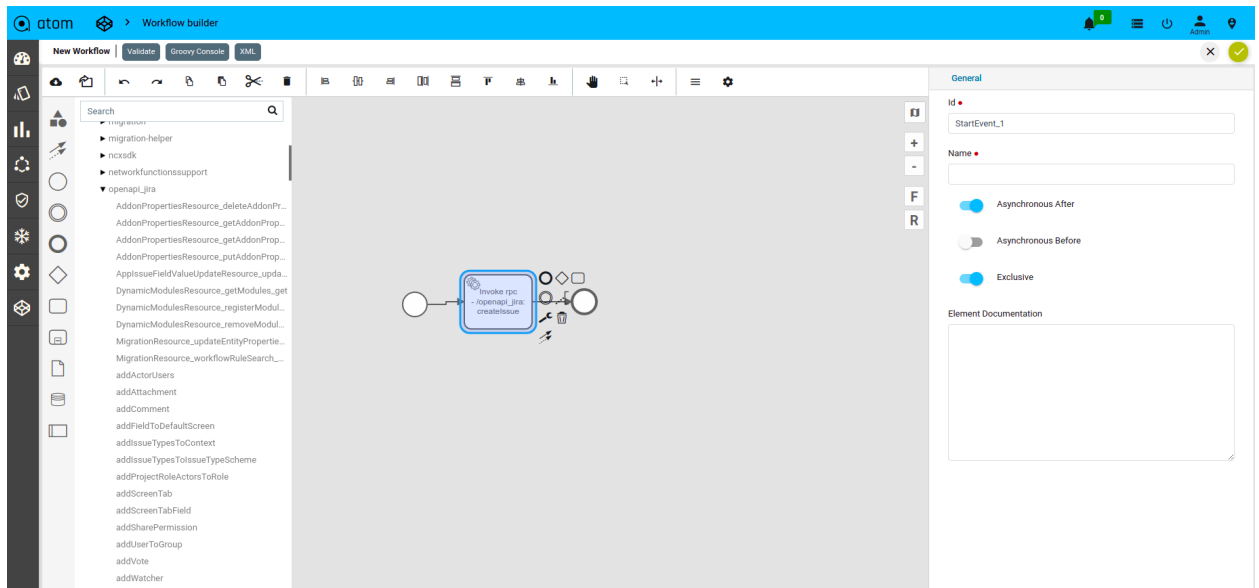 atom
> Workflow builder
0
Admin
New Workflow
Validate
Groovy Console
XML
Search
migration
migration-helper
ncxsdk
networkfunctionssupport
openapi_jira
AddonPropertiesResource_deleteAddonPr...
AddonPropertiesResource_getAddonProp...
AddonPropertiesResource_getAddonProp...
AddonPropertiesResource_putAddonProp...
AppIssueFieldValueUpdateResource_upda...
DynamicModulesResource_getModules_get
DynamicModulesResource_registerModul...
DynamicModulesResource_removeModul...
MigrationResource_updateEntityPropertie...
MigrationResource_workflowRuleSearch_...
addActorUsers
addAttachment
addComment
addFieldToDefaultScreen
addIssueTypesToContext
addIssueTypesToIssueTypeScheme
addProjectRoleActorsToRole
addScreenTab
addScreenTabField
addSharePermission
addUserToGroup
addVote
addWatcher
Invoke rpc
- /openapi_jira:
createIssue
+
-
F
R
General
Id
StartEvent_1
Name
Asynchronous After
Asynchronous Before
Exclusive
Element Documentation